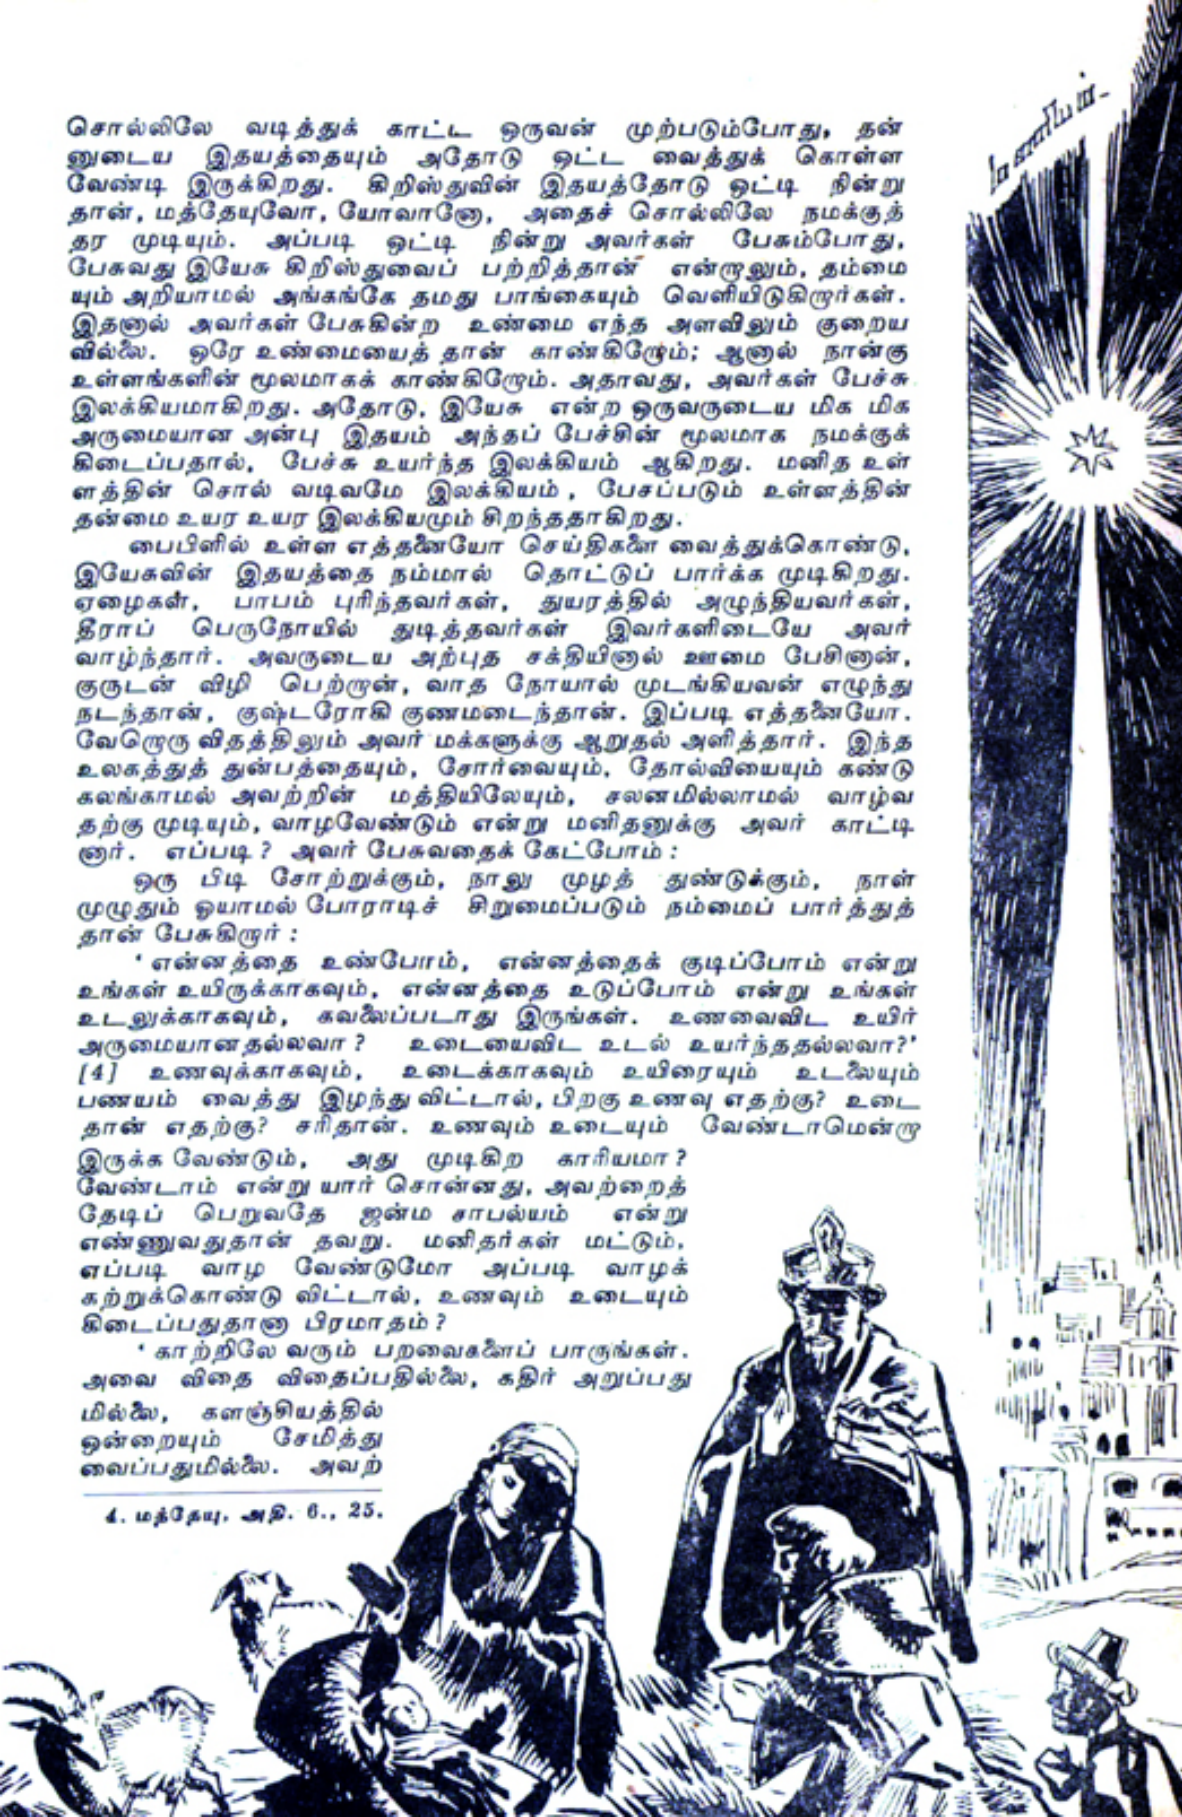 சொல்லிலே வடித்துக் காட்ட ஒருவன் முற்படும்போது, தன்
னுடைய இதயத்தையும் அதோடு ஒட்ட வைத்துக் கொள்ள
வேண்டி இருக்கிறது. கிறிஸ்துவின் இதயத்தோடு ஒட்டி நின்று
தான், மத்தேயுவோ, யோவானோ, அதைச் சொல்லிலே நமக்குத்
தர முடியும். அப்படி ஒட்டி நின்று அவர்கள் பேசும்போது,
பேசுவது இயேசு கிறிஸ்துவைப் பற்றித்தான் என்றாலும், தம்மை
யும் அறியாமல் அங்கங்கே தமது பாங்கையும் வெளியிடுகிறார்கள்.
இதனால் அவர்கள் பேசுகின்ற உண்மை எந்த அளவிலும் குறைய
வில்லை. ஒரே உண்மையைத் தான் காண்கிறோம்; ஆனால் நான்கு
உள்ளங்களின் மூலமாகக் காண்கிறோம். அதாவது, அவர்கள் பேச்சு
இலக்கியமாகிறது. அதோடு, இயேசு என்ற ஒருவருடைய மிக மிக
அருமையான அன்பு இதயம் அந்தப் பேச்சின் மூலமாக நமக்குக்
கிடைப்பதால், பேச்சு உயர்ந்த இலக்கியம் ஆகிறது. மனித உள்
ளத்தின் சொல் வடிவமே இலக்கியம், பேசப்படும் உள்ளத்தின்
தன்மை உயர உயர இலக்கியமும் சிறந்ததாகிறது.
பைபிளில் உள்ள எத்தனையோ செய்திகளை வைத்துக்கொண்டு,
இயேசுவின் இதயத்தை நம்மால் தொட்டுப் பார்க்க முடிகிறது.
ஏழைகள், பாபம் புரிந்தவர்கள், துயரத்தில் அழுந்தியவர்கள்,
தீராப் பெருநோயில் துடித்தவர்கள் இவர்களிடையே அவர்
வாழ்ந்தார். அவருடைய அற்புத சக்தியினால் ஊமை பேசினான்,
குருடன் விழி பெற்றான், வாத நோயால் முடங்கியவன் எழுந்து
நடந்தான், குஷ்டரோகி குணமடைந்தான். இப்படி எத்தனையோ.
வேறொரு விதத்திலும் அவர் மக்களுக்கு ஆறுதல் அளித்தார். இந்த
உலகத்துத் துன்பத்தையும், சோர்வையும், தோல்வியையும் கண்டு
கலங்காமல் அவற்றின் மத்தியிலேயும், சலனமில்லாமல் வாழ்வ
தற்கு முடியும், வாழவேண்டும் என்று மனிதனுக்கு அவர் காட்டி
னார். எப்படி? அவர் பேசுவதைக் கேட்போம்:
ஒரு பிடி சோற்றுக்கும், நாலு முழத் துண்டுக்கும், நாள்
முழுதும் ஓயாமல் போராடிச் சிறுமைப்படும் நம்மைப் பார்த்துத்
தான் பேசுகிறார்:
'என்னத்தை உண்போம், என்னத்தைக் குடிப்போம் என்று
உங்கள் உயிருக்காகவும், என்னத்தை உடுப்போம் என்று உங்கள்
உடலுக்காகவும், கவலைப்படாது இருங்கள். உணவைவிட உயிர்
அருமையானதல்லவா? உடையைவிட உடல் உயர்ந்ததல்லவா?'
[4] உணவுக்காகவும், உடைக்காகவும் உயிரையும் உடலையும்
பணயம் வைத்து இழந்து விட்டால், பிறகு உணவு எதற்கு? உடை
தான் எதற்கு? சரிதான். உணவும் உடையும் வேண்டாமென்றா
இருக்க வேண்டும், அது முடிகிற காரியமா?
வேண்டாம் என்று யார் சொன்னது, அவற்றைத்
தேடிப் பெறுவதே ஜன்ம சாபல்யம் என்று
எண்ணுவதுதான் தவறு. மனிதர்கள் மட்டும்,
எப்படி வாழ வேண்டுமோ அப்படி வாழக்
கற்றுக்கொண்டு விட்டால், உணவும் உடையும்
கிடைப்பதுதானா பிரமாதம்?
'காற்றிலே வரும் பறவைகளைப் பாருங்கள்.
அவை விதை விதைப்பதில்லை, கதிர் அறுப்பது
மில்லை, களஞ்சியத்தில்
ஒன்றையும் சேமித்து
வைப்பதுமில்லை. அவற்
4. மத்தேயு, அதி. 6., 25.